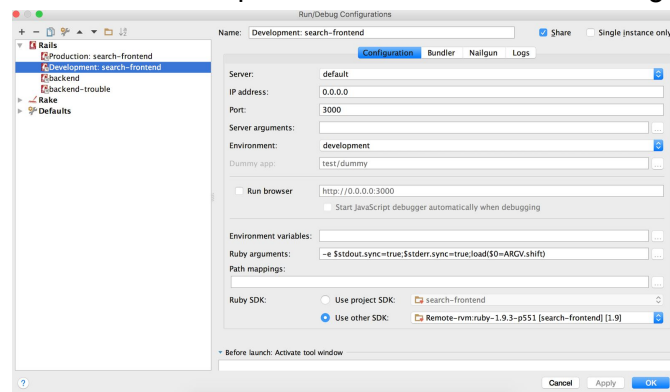 Run/Debug Configurations
Name: Development: search-frontend Share Single instance only
Rails
Production: search-frontend
Development: search-frontend
backend
backend-trouble
Rake
Defaults
Configuration Bundler Nailgun Logs
Server: default
IP address: 0.0.0.0
Port: 3000
Server arguments:
Environment: development
Dummy app: test/dummy
Run browser http://0.0.0.0:3000
Start JavaScript debugger automatically when debugging
Environment variables:
Ruby arguments: -e $stdout.sync=true;$stderr.sync=true;load($0=ARGV.shift)
Path mappings:
Ruby SDK: Use project SDK: search-frontend
Use other SDK: Remote-rvm:ruby-1.9.3-p551 [search-frontend] [1.9]
Before launch: Activate tool window
? Cancel Apply OK